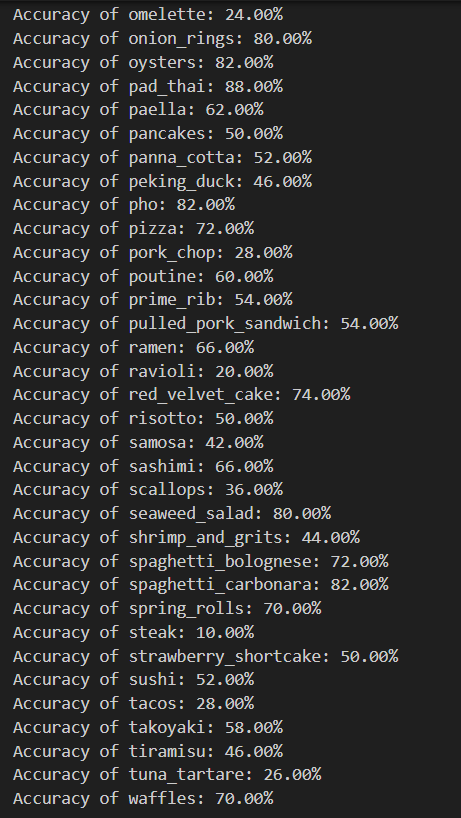 Accuracy of omelette: 24.00%
Accuracy of onion_rings: 80.00%
Accuracy of oysters: 82.00%
Accuracy of pad_thai: 88.00%
Accuracy of paella: 62.00%
Accuracy of pancakes: 50.00%
Accuracy of panna_cotta: 52.00%
Accuracy of peking_duck: 46.00%
Accuracy of pho: 82.00%
Accuracy of pizza: 72.00%
Accuracy of pork_chop: 28.00%
Accuracy of poutine: 60.00%
Accuracy of prime_rib: 54.00%
Accuracy of pulled_pork_sandwich: 54.00%
Accuracy of ramen: 66.00%
Accuracy of ravioli: 20.00%
Accuracy of red_velvet_cake: 74.00%
Accuracy of risotto: 50.00%
Accuracy of samosa: 42.00%
Accuracy of sashimi: 66.00%
Accuracy of scallops: 36.00%
Accuracy of seaweed_salad: 80.00%
Accuracy of shrimp_and_grits: 44.00%
Accuracy of spaghetti_bolognese: 72.00%
Accuracy of spaghetti_carbonara: 82.00%
Accuracy of spring_rolls: 70.00%
Accuracy of steak: 10.00%
Accuracy of strawberry_shortcake: 50.00%
Accuracy of sushi: 52.00%
Accuracy of tacos: 28.00%
Accuracy of takoyaki: 58.00%
Accuracy of tiramisu: 46.00%
Accuracy of tuna_tartare: 26.00%
Accuracy of waffles: 70.00%